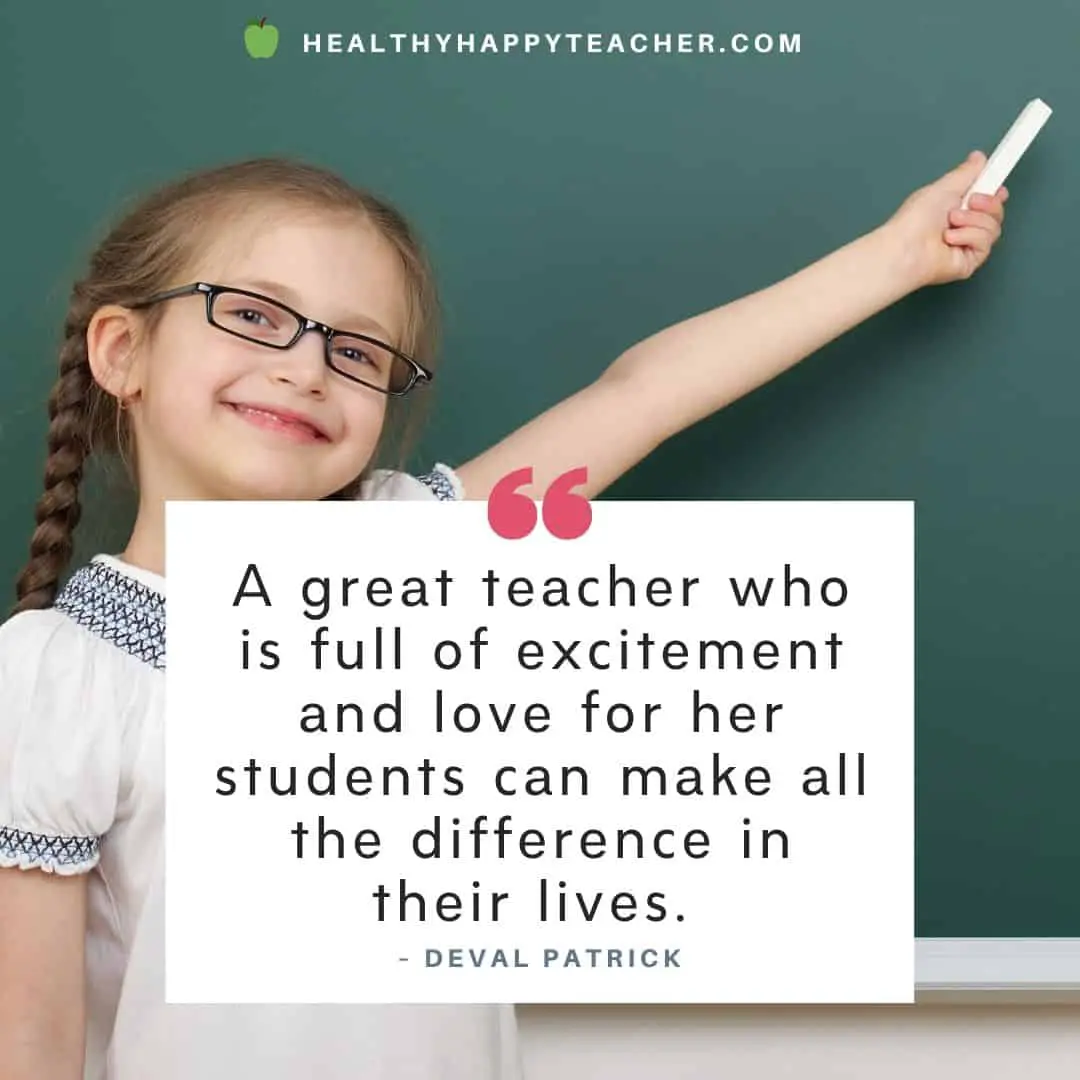 HEALTHYHAPPYTEACHER.COM
“
A great teacher who
is full of excitement
and love for her
students can make all
the difference in
their lives.
- DEVAL PATRICK